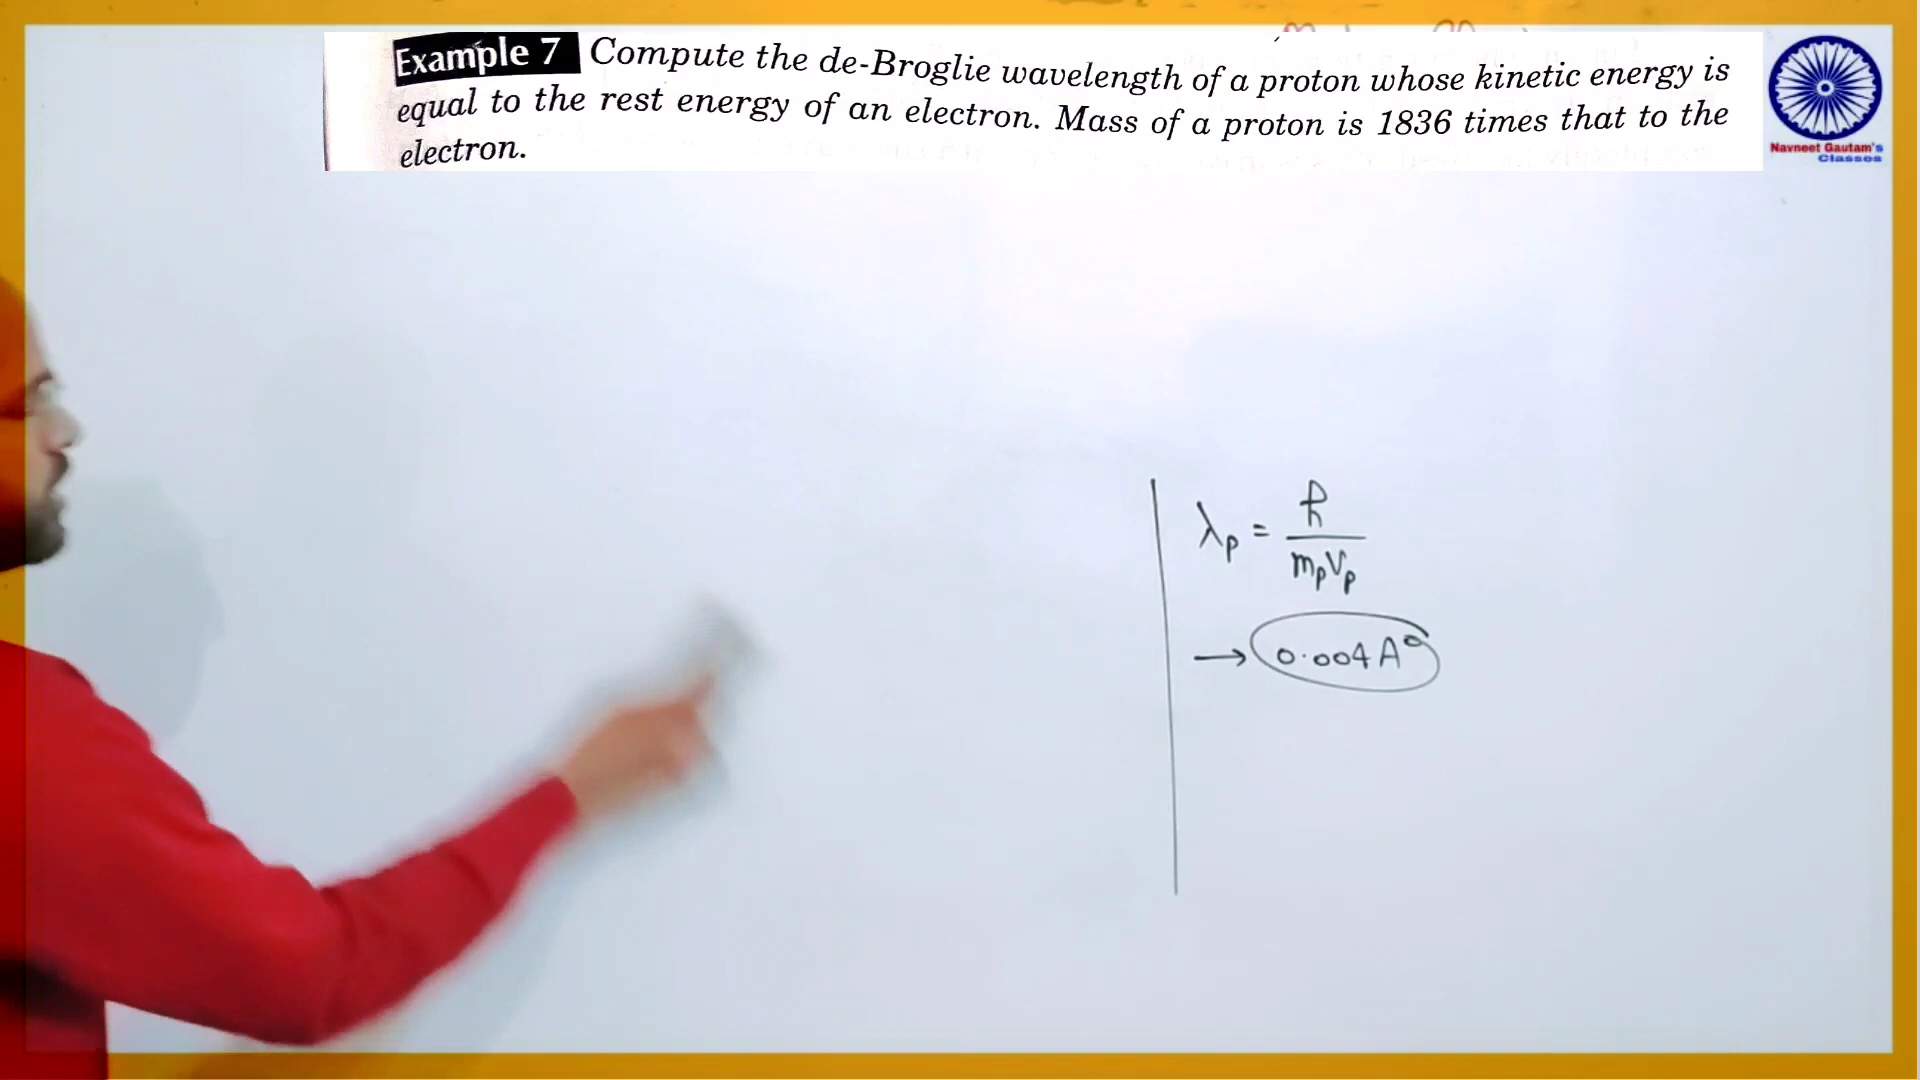 Example 7 Compute the de-Broglie wavelength of a proton whose kinetic energy is
equal to the rest energy of an electron. Mass of a proton is 1836 times that to the
electron.
Navneet Gautam's
Classes
λp = h / mpVp
→ 0.004 A°